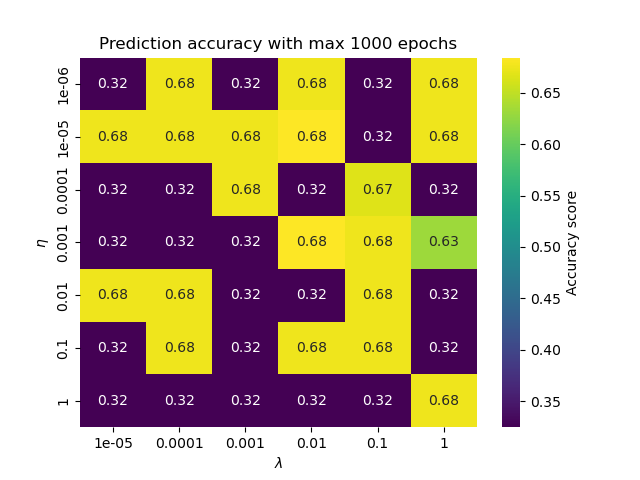 Prediction accuracy with max 1000 epochs
1e-06 0.32 0.68 0.32 0.68 0.32 0.68
1e-05 0.68 0.68 0.68 0.68 0.32 0.68
0.0001 0.32 0.32 0.68 0.32 0.67 0.32
0.001 0.32 0.32 0.32 0.68 0.68 0.63
0.01 0.68 0.68 0.32 0.32 0.68 0.32
0.1 0.32 0.68 0.32 0.68 0.68 0.32
1 0.32 0.32 0.32 0.32 0.32 0.68
1e-05 0.0001 0.001 0.01 0.1 1
λ
η
0.65
0.60
0.55
0.50
0.45
0.40
0.35
Accuracy score